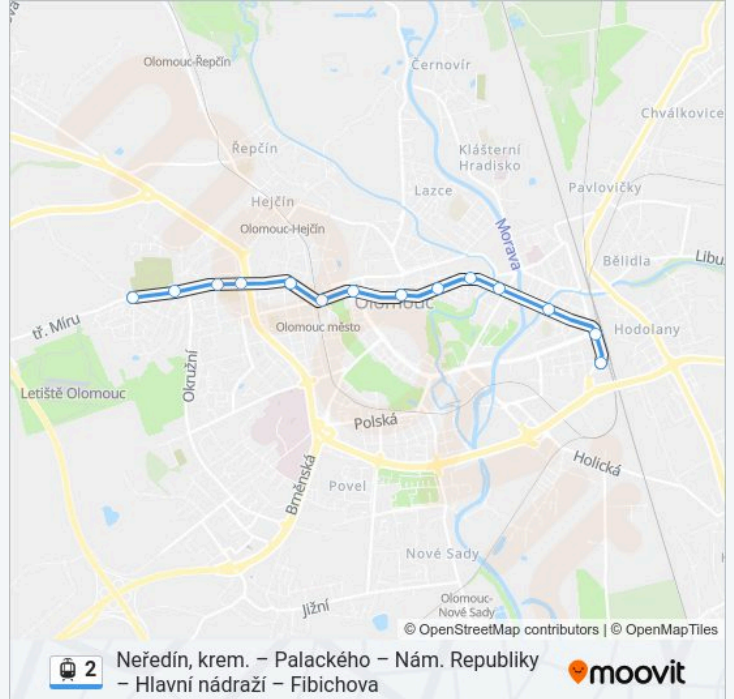 Olomouc-Řepčín
Černovír
Chválkovice
Řepčín
Klášterní
Hradisko
Lazce
Pavlovičky
Hejčín
Olomouc-Hejčín
Morava
Bělidla
Libu
Olomouc
tř. Míru
Olomouc město
Hodolany
Okružní
Letiště Olomouc
Polská
Brněnská
Holická
Povel
Nové Sady
Olomouc-
Nové Sady
Jižní
© OpenStreetMap contributors | © OpenMapTiles
2 Neředín, krem. – Palackého – Nám. Republiky
– Hlavní nádraží – Fibichova
moovit